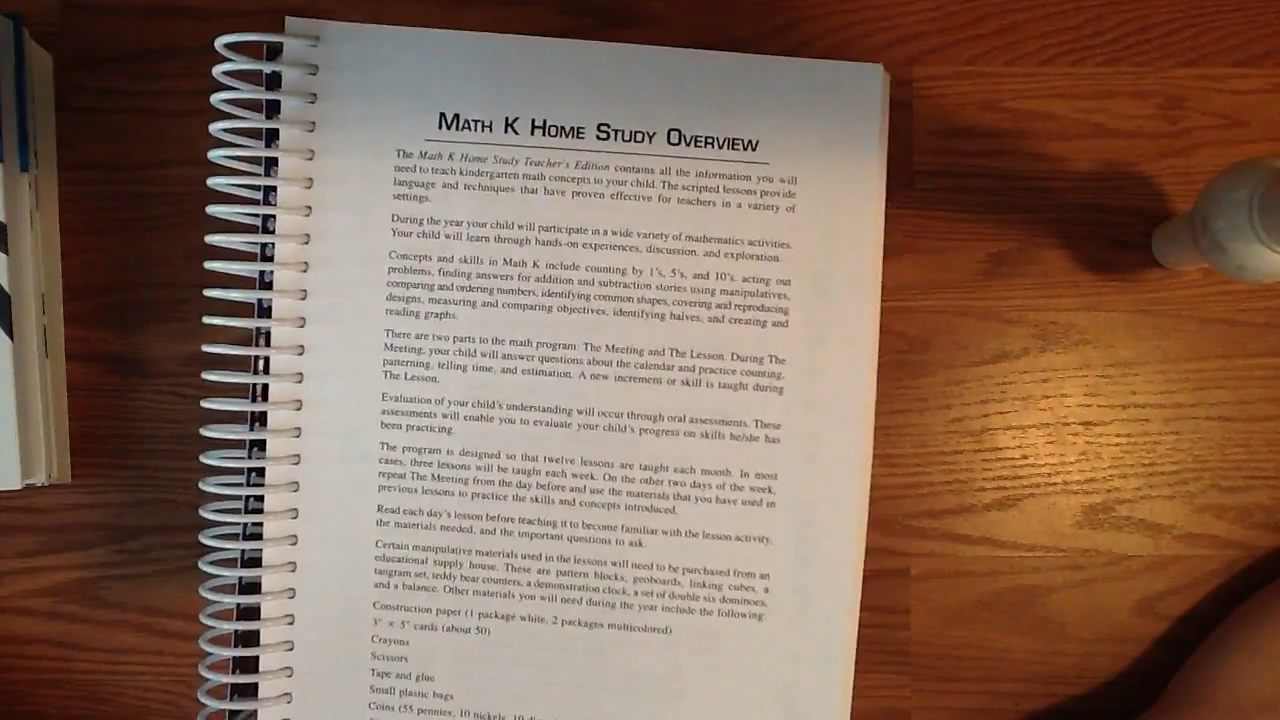 MATH K HOME STUDY OVERVIEW
The Math K Home Study Teacher's Edition contains all the information you will
need to teach kindergarten math concepts to your child. The scripted lessons provide
language and techniques that have proven effective for teachers in a variety of
settings.
During the year your child will participate in a wide variety of mathematics activities.
Your child will learn through hands-on experiences, discussion, and exploration.
Concepts and skills in Math K include counting by 1's, 5's, and 10's, acting out
problems, finding answers for addition and subtraction stories using manipulatives,
comparing and ordering numbers, identifying common shapes, covering and reproducing
designs, measuring and comparing objectives, identifying halves, and creating and
reading graphs.
There are two parts to the math program: The Meeting and The Lesson. During The
Meeting, your child will answer questions about the calendar and practice counting,
patterning, telling time, and estimation. A new increment or skill is taught during
The Lesson.
Evaluation of your child's understanding will occur through oral assessments. These
assessments will enable you to evaluate your child's progress on skills he/she has
been practicing.
The program is designed so that twelve lessons are taught each month. In most
cases, three lessons will be taught each week. On the other two days of the week,
repeat The Meeting from the day before and use the materials that you have used in
previous lessons to practice the skills and concepts introduced.
Read each day's lesson before teaching it to become familiar with the lesson activity,
the materials needed, and the important questions to ask.
Certain manipulative materials used in the lessons will need to be purchased from an
educational supply house. These are pattern blocks, geoboards, linking cubes, a
tangram set, teddy bear counters, a demonstration clock, a set of double six dominoes,
and a balance. Other materials you will need during the year include the following:
Construction paper (1 package white, 2 packages multicolored)
3" × 5" cards (about 50)
Crayons
Scissors
Tape and glue
Small plastic bags
Coins (55 pennies, 10 nickels, 10